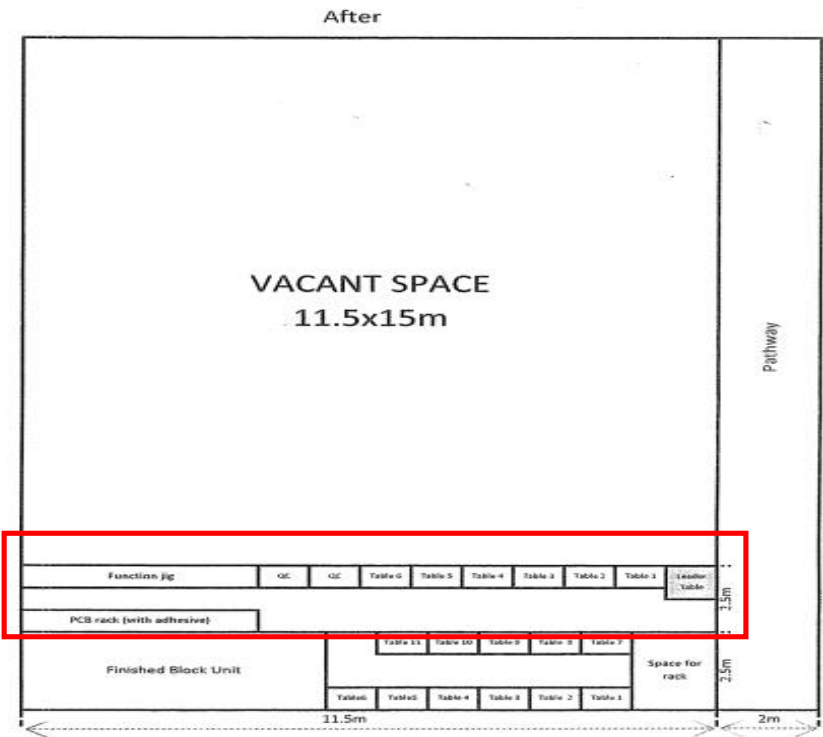 After
VACANT SPACE
11.5x15m
Pathway
Function jig
QC
QC
Table 6
Table 5
Table 4
Table 3
Table 2
Table 1
Leader
Table
2.5m
PCB rack (with adhesive)
Table 11
Table 10
Table 9
Table 8
Table 7
Finished Block Unit
Space for
rack
2.5m
Table6
Table5
Table 4
Table 3
Table 2
Table 1
11.5m
2m